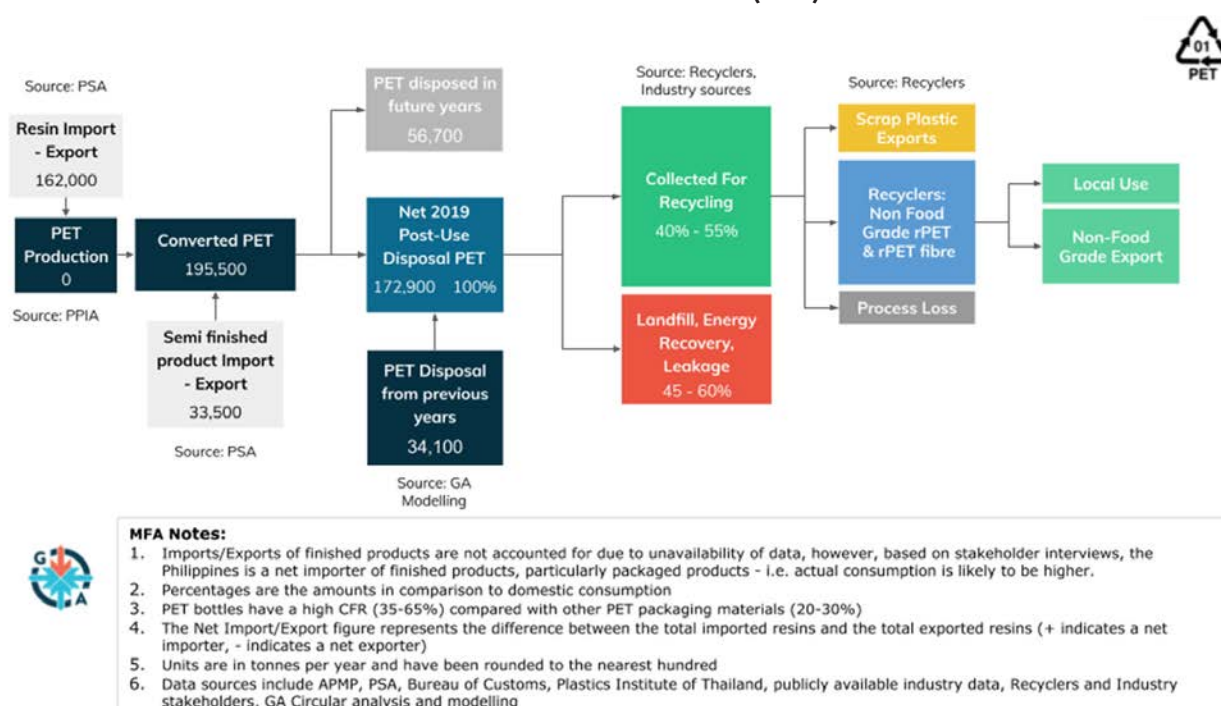 Source: PSA
Resin Import
- Export
162,000
PET
Production
0
Source: PPIA
Converted PET
195,500
Semi finished
product Import
- Export
33,500
Source: PSA
PET disposed in
future years
56,700
Net 2019
Post-Use
Disposal PET
172,900 100%
PET Disposal
from previous
years
34,100
Source: GA
Modelling
Source: Recyclers,
Industry sources
Collected For
Recycling
40% - 55%
Landfill, Energy
Recovery,
Leakage
45 - 60%
Source: Recyclers
Scrap Plastic
Exports
Recyclers:
Non Food
Grade rPET
& rPET fibre
Process Loss
Local Use
Non-Food
Grade Export
01
PET
G
A
MFA Notes:
1. Imports/Exports of finished products are not accounted for due to unavailability of data, however, based on stakeholder interviews, the
Philippines is a net importer of finished products, particularly packaged products - i.e. actual consumption is likely to be higher.
2. Percentages are the amounts in comparison to domestic consumption
3. PET bottles have a high CFR (35-65%) compared with other PET packaging materials (20-30%)
4. The Net Import/Export figure represents the difference between the total imported resins and the total exported resins (+ indicates a net
importer, - indicates a net exporter)
5. Units are in tonnes per year and have been rounded to the nearest hundred
6. Data sources include APMP, PSA, Bureau of Customs, Plastics Institute of Thailand, publicly available industry data, Recyclers and Industry
stakeholders, GA Circular analysis and modelling